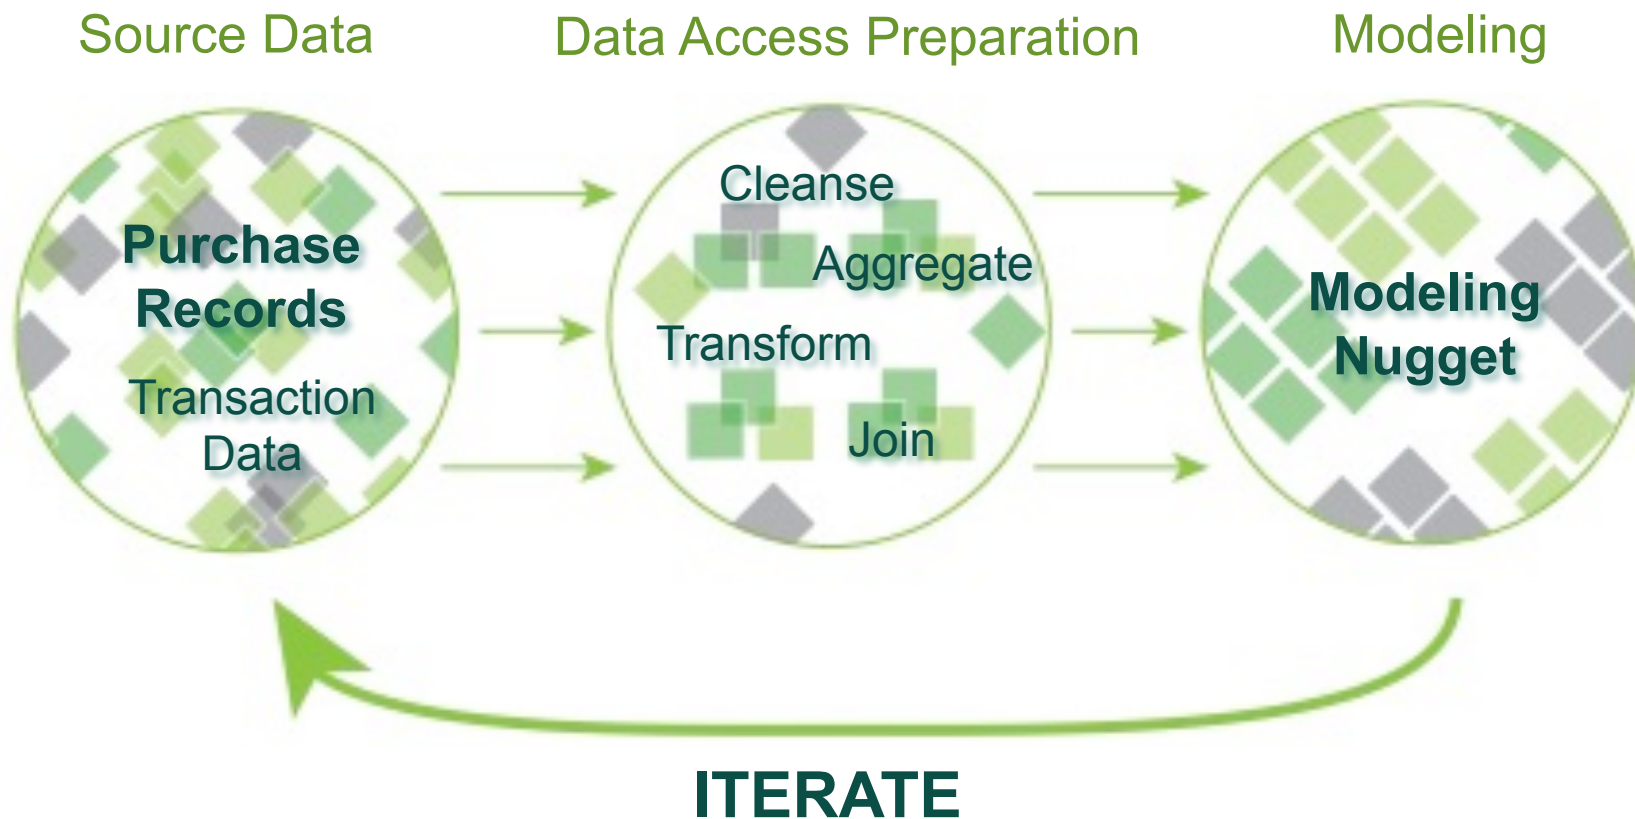 Source Data
Data Access Preparation
Modeling
Purchase
Records
Transaction
Data
Cleanse
Aggregate
Transform
Join
Modeling
Nugget
ITERATE